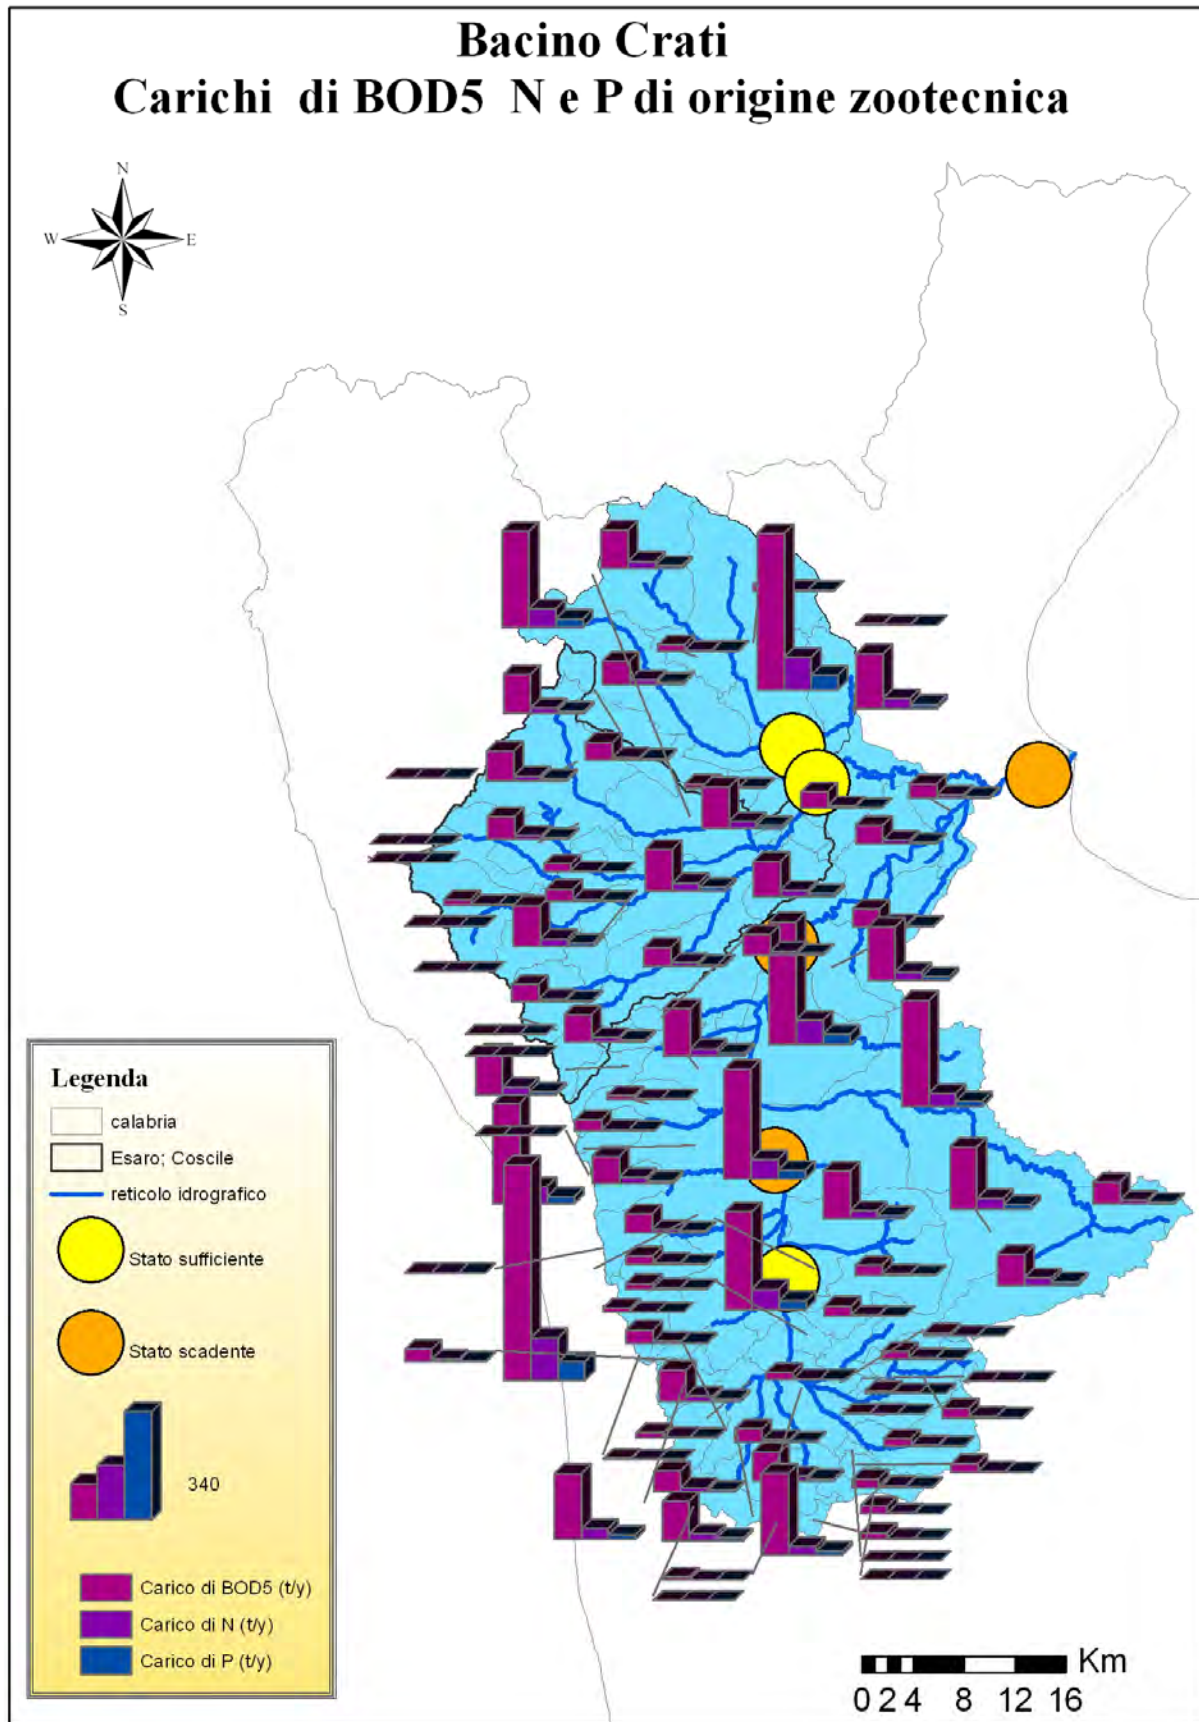 Bacino Crati
Carichi di BOD5 N e P di origine zootecnica
N
W E
S
Legenda
calabria
Esaro; Coscile
reticolo idrografico
Stato sufficiente
Stato scadente
340
Carico di BOD5 (t/y)
Carico di N (t/y)
Carico di P (t/y)
Km
0 2 4 8 12 16